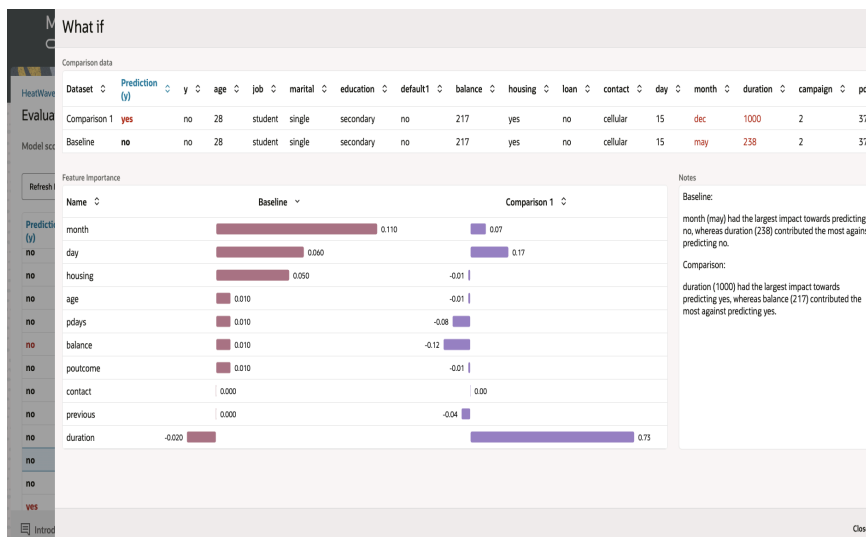 M
What if
Comparison data
HeatWave
Dataset Prediction (y) y age job marital education default1 balance housing loan contact day month duration campaign po
Evalua
Comparison 1 yes no 28 student single secondary no 217 yes no cellular 15 dec 1000 2 37
Model sco
Baseline no no 28 student single secondary no 217 yes no cellular 15 may 238 2 37
Feature Importance
Notes
Refresh
Name Baseline Comparison 1
Baseline:
month (may) had the largest impact towards predicting
no, whereas duration (238) contributed the most agains
predicting no.
Comparison:
duration (1000) had the largest impact towards
predicting yes, whereas balance (217) contributed the
most against predicting yes.
month 0.110 0.07
day 0.060 0.17
housing 0.050 -0.01
age 0.010 -0.01
pdays 0.010 -0.08
balance 0.010 -0.12
poutcome 0.010 -0.01
contact 0.000 0.00
previous 0.000 -0.04
duration -0.020 0.73
Predictio
(y)
no
no
no
no
no
no
no
no
no
no
no
yes
Introd
Clos